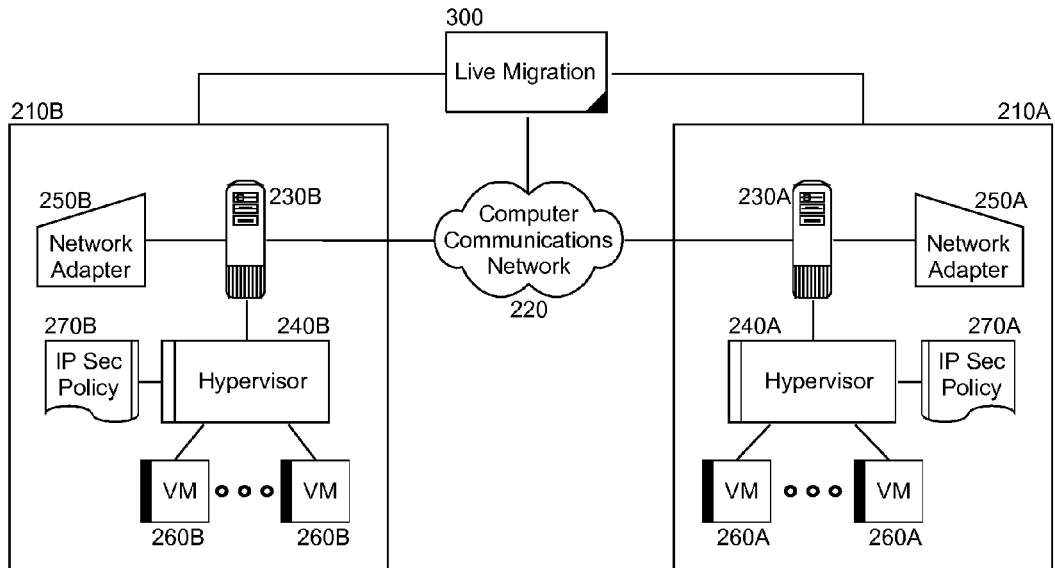 300
Live Migration
210B
210A
250B
230B
230A
250A
Network
Adapter
Computer
Communications
Network
Network
Adapter
220
270B
240B
240A
270A
IP Sec
Policy
Hypervisor
Hypervisor
IP Sec
Policy
VM
VM
VM
VM
260B
260B
260A
260A